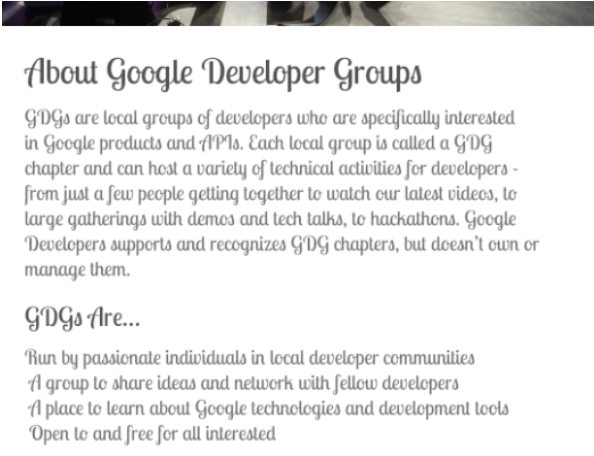 About Google Developer Groups
GDGs are local groups of developers who are specifically interested
in Google products and APIs. Each local group is called a GDG
chapter and can host a variety of technical activities for developers -
from just a few people getting together to watch our latest videos, to
large gatherings with demos and tech talks, to hackathons. Google
Developers supports and recognizes GDG chapters, but doesn't own or
manage them.
GDGs Are...
Run by passionate individuals in local developer communities
A group to share ideas and network with fellow developers
A place to learn about Google technologies and development tools
Open to and free for all interested